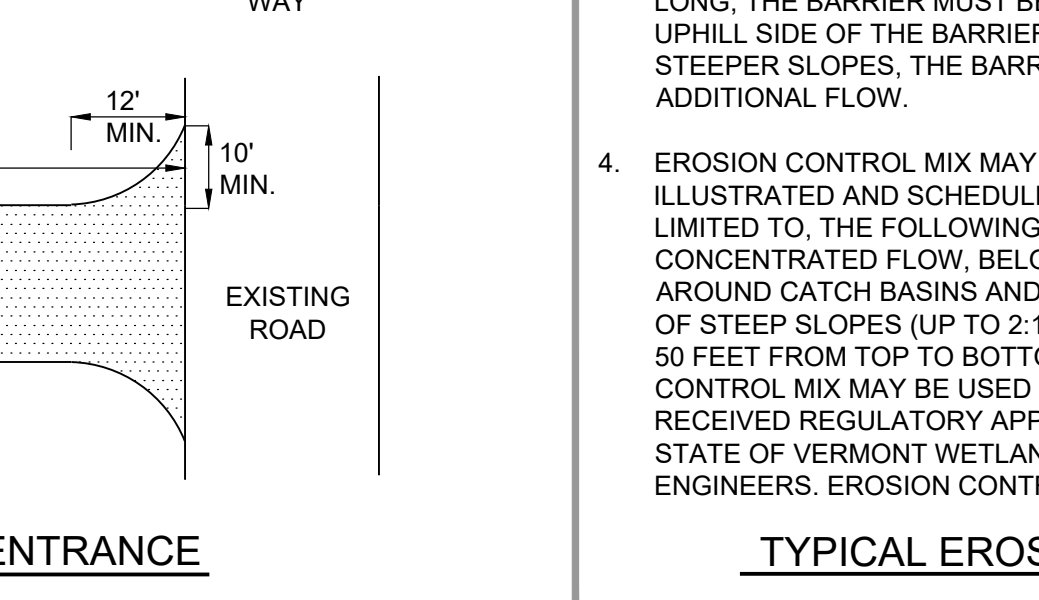 WAY
12'
MIN.
10'
MIN.
EXISTING
ROAD
ENTRANCE
LONG, THE BARRIER MUST BE
UPHILL SIDE OF THE BARRIER
STEEPER SLOPES, THE BARR
ADDITIONAL FLOW.
4. EROSION CONTROL MIX MAY
ILLUSTRATED AND SCHEDUL
LIMITED TO, THE FOLLOWING
CONCENTRATED FLOW, BELO
AROUND CATCH BASINS AND
OF STEEP SLOPES (UP TO 2:1
50 FEET FROM TOP TO BOTTO
CONTROL MIX MAY BE USED
RECEIVED REGULATORY APP
STATE OF VERMONT WETLAN
ENGINEERS. EROSION CONT
TYPICAL EROS